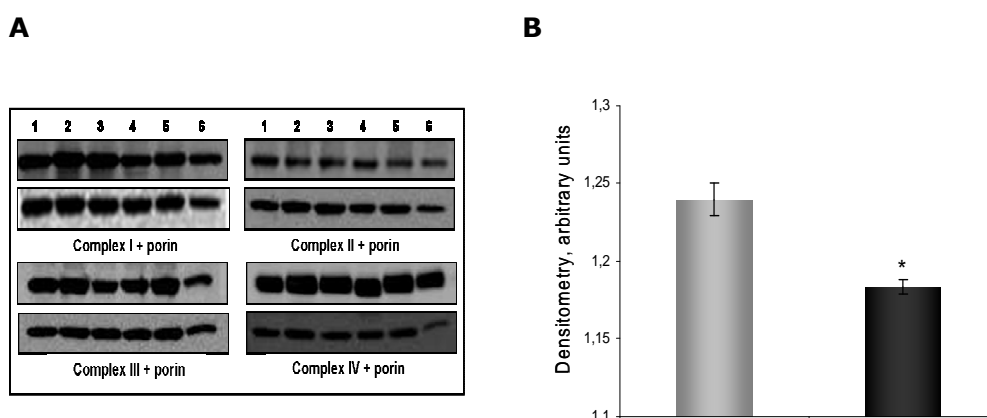 A
B
1 2 3 4 5 6
1 2 3 4 5 6
Complex I + porin
Complex II + porin
Complex III + porin
Complex IV + porin
Densitometry, arbitrary units
1,3
1,25
1,2
1,15
1,1
*